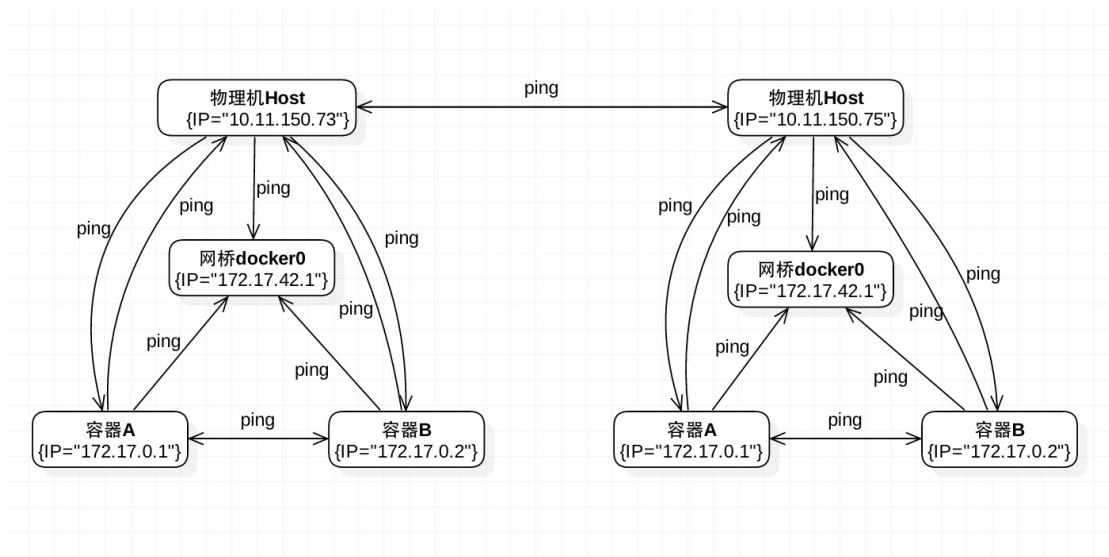 ping
物理机Host
{IP="10.11.150.73"}
物理机Host
{IP="10.11.150.75"}
ping
ping
ping
ping
ping
ping
ping
ping
网桥docker0
{IP="172.17.42.1"}
网桥docker0
{IP="172.17.42.1"}
ping
ping
ping
ping
ping
ping
ping
ping
容器A
{IP="172.17.0.1"}
ping
容器B
{IP="172.17.0.2"}
容器A
{IP="172.17.0.1"}
ping
容器B
{IP="172.17.0.2"}